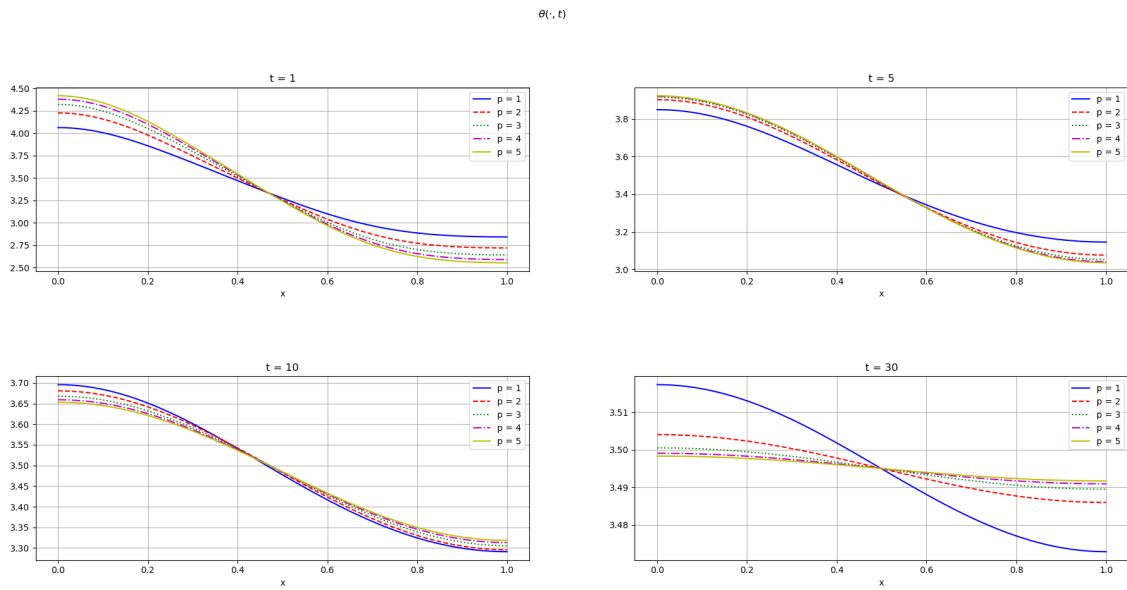 θ(·, t)
t = 1
4.50
4.25
4.00
3.75
3.50
3.25
3.00
2.75
2.50
0.0 0.2 0.4 0.6 0.8 1.0
x
p = 1
p = 2
p = 3
p = 4
p = 5
t = 5
3.8
3.6
3.4
3.2
3.0
0.0 0.2 0.4 0.6 0.8 1.0
x
p = 1
p = 2
p = 3
p = 4
p = 5
t = 10
3.70
3.65
3.60
3.55
3.50
3.45
3.40
3.35
3.30
0.0 0.2 0.4 0.6 0.8 1.0
x
p = 1
p = 2
p = 3
p = 4
p = 5
t = 30
3.51
3.50
3.49
3.48
0.0 0.2 0.4 0.6 0.8 1.0
x
p = 1
p = 2
p = 3
p = 4
p = 5